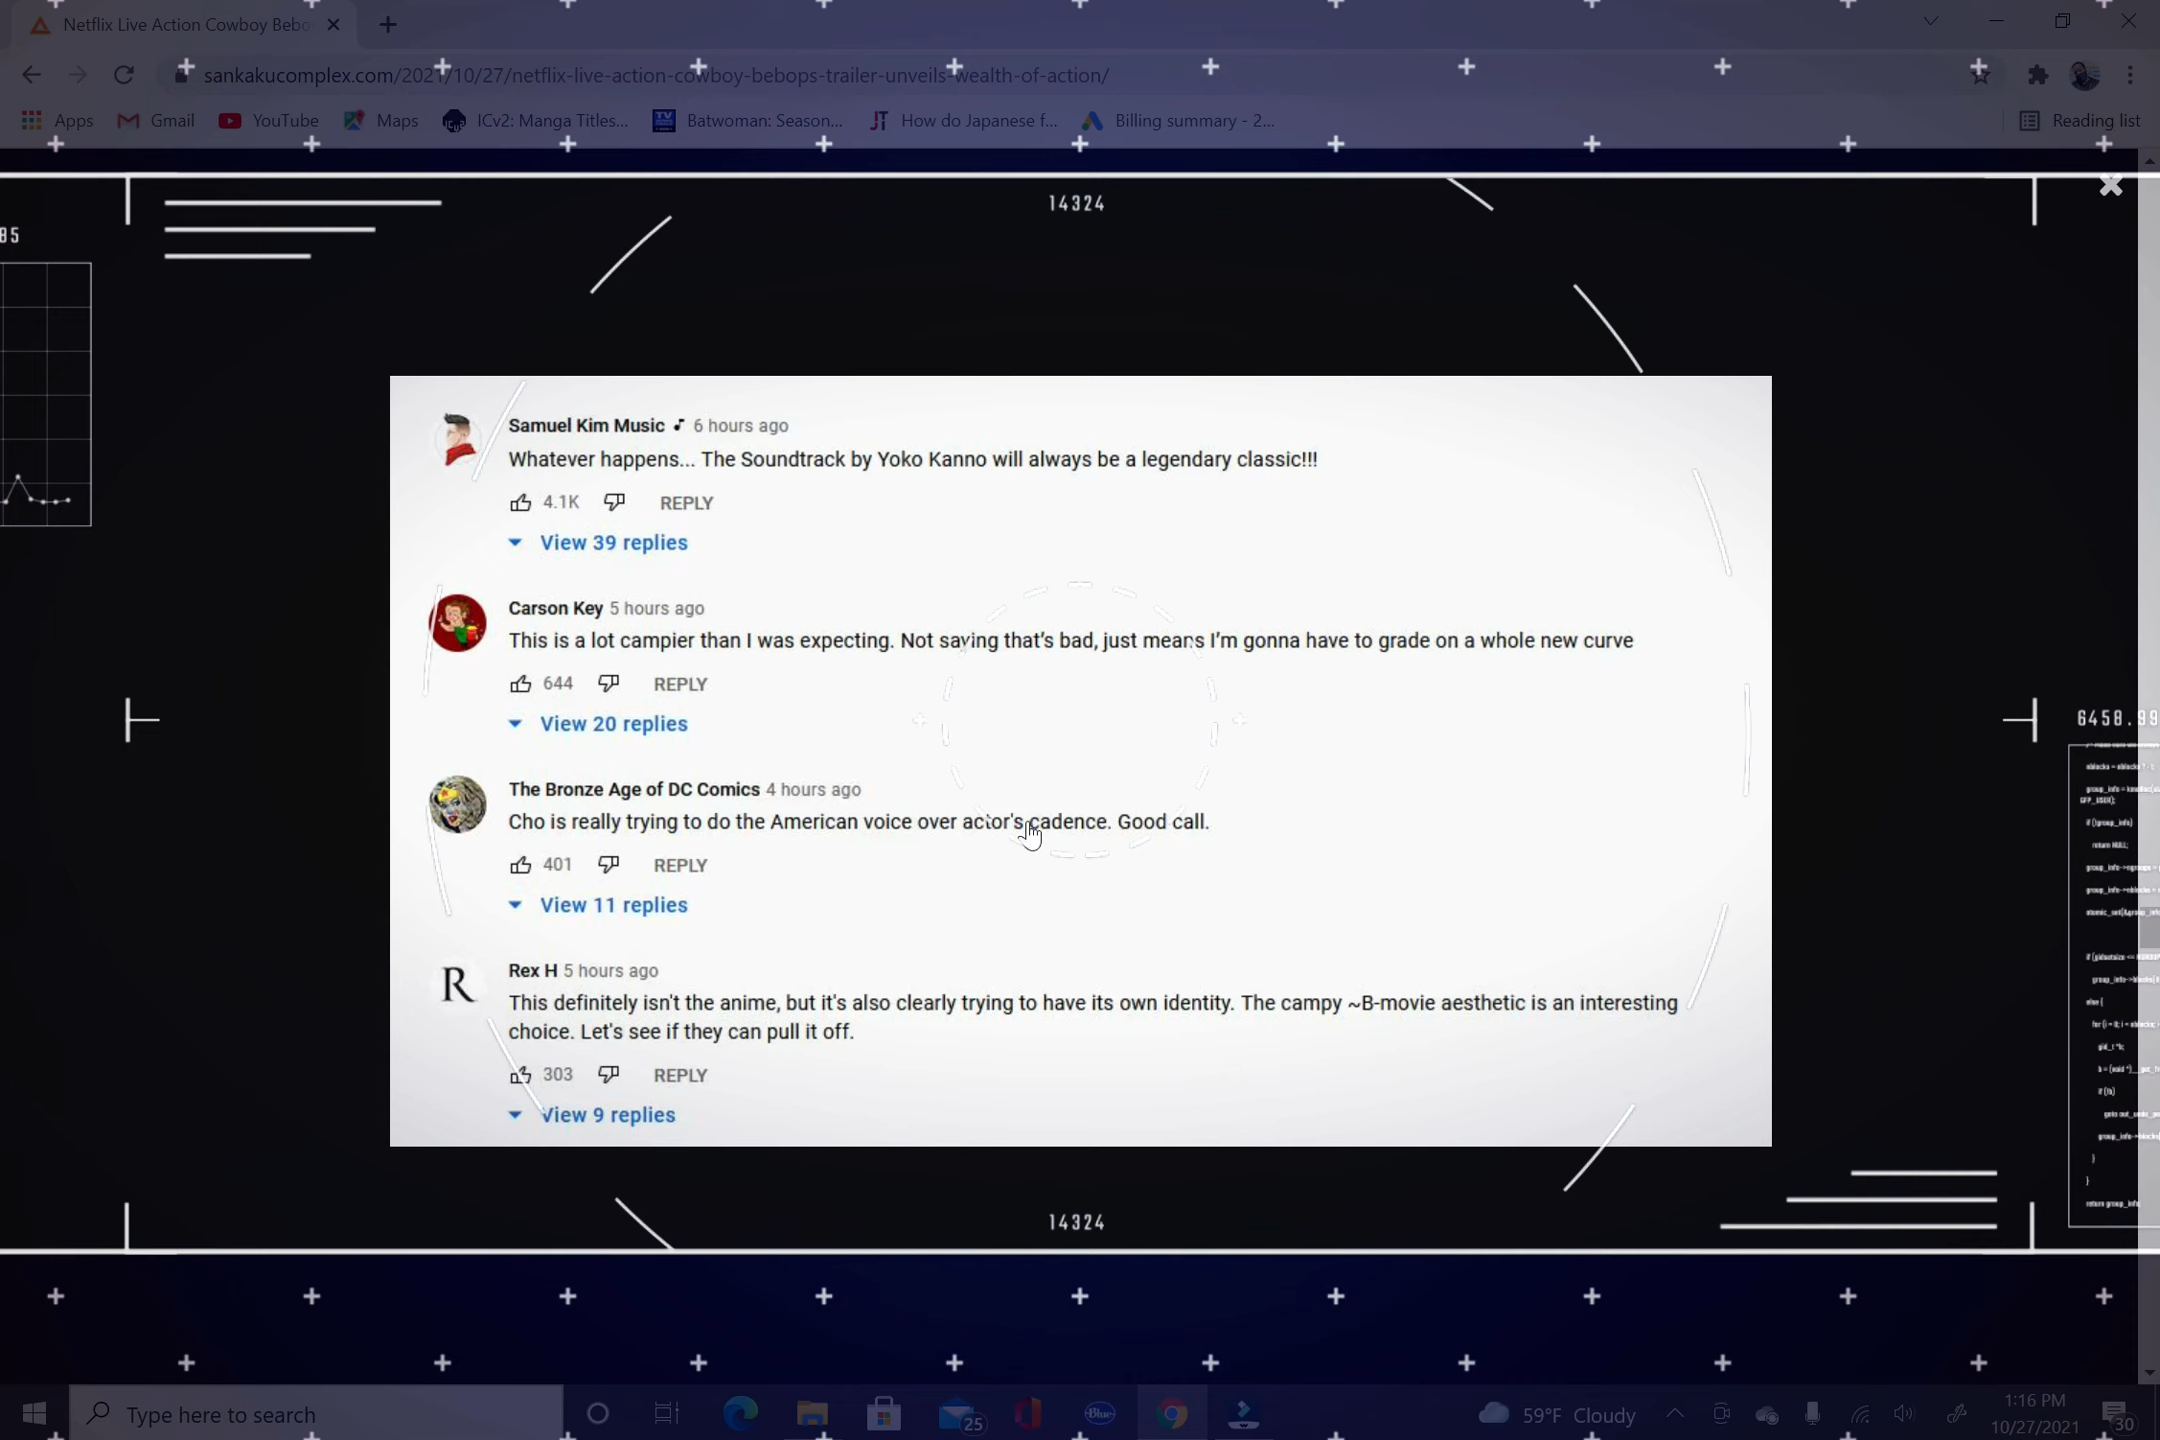 Netflix Live Action Cowboy Bebo
sankakucomplex.com/2021/10/27/netflix-live-action-cowboy-bebops-trailer-unveils-wealth-of-action/
Apps Gmail YouTube Maps ICv2: Manga Titles... Batwoman: Season... How do Japanese f... Billing summary - 2... Reading list
14324
85
Samuel Kim Music 6 hours ago
Whatever happens... The Soundtrack by Yoko Kanno will always be a legendary classic!!!
4.1K REPLY
View 39 replies
Carson Key 5 hours ago
This is a lot campier than I was expecting. Not saying that's bad, just means I'm gonna have to grade on a whole new curve
644 REPLY
View 20 replies
6458.99
The Bronze Age of DC Comics 4 hours ago
Cho is really trying to do the American voice over actor's cadence. Good call.
401 REPLY
View 11 replies
R
Rex H 5 hours ago
This definitely isn't the anime, but it's also clearly trying to have its own identity. The campy ~B-movie aesthetic is an interesting
choice. Let's see if they can pull it off.
303 REPLY
View 9 replies
return NULL;
else {
14324
Type here to search
25
Blue
59°F Cloudy
1:16 PM
10/27/2021
30